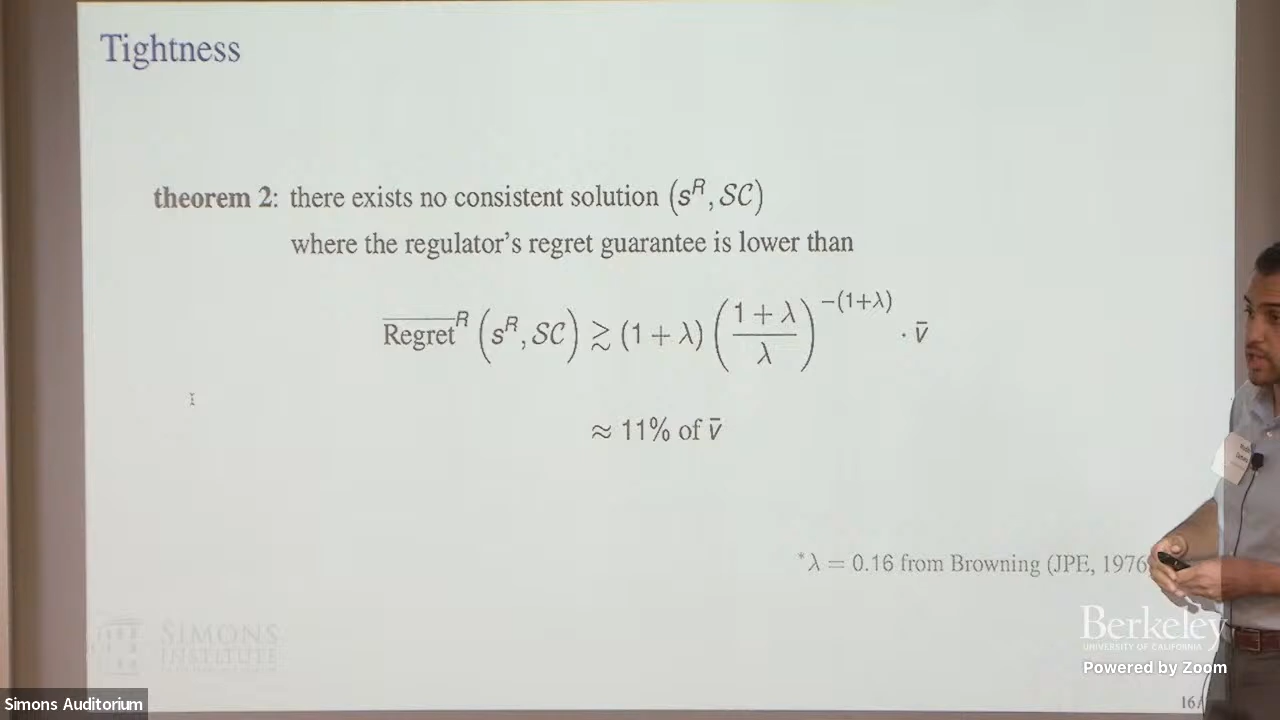 Tightness
theorem 2: there exists no consistent solution (s^R, SC)
where the regulator's regret guarantee is lower than
\overline{Regret}^R (s^R, SC) ≳ (1 + λ) ((1 + λ)/λ)^{-(1+λ)} · v̄
≈ 11% of v̄
*λ = 0.16 from Browning (JPE, 1976
SIMONS
INSTITUTE
Berkeley
UNIVERSITY OF CALIFORNIA
Powered by Zoom
Simons Auditorium
16/